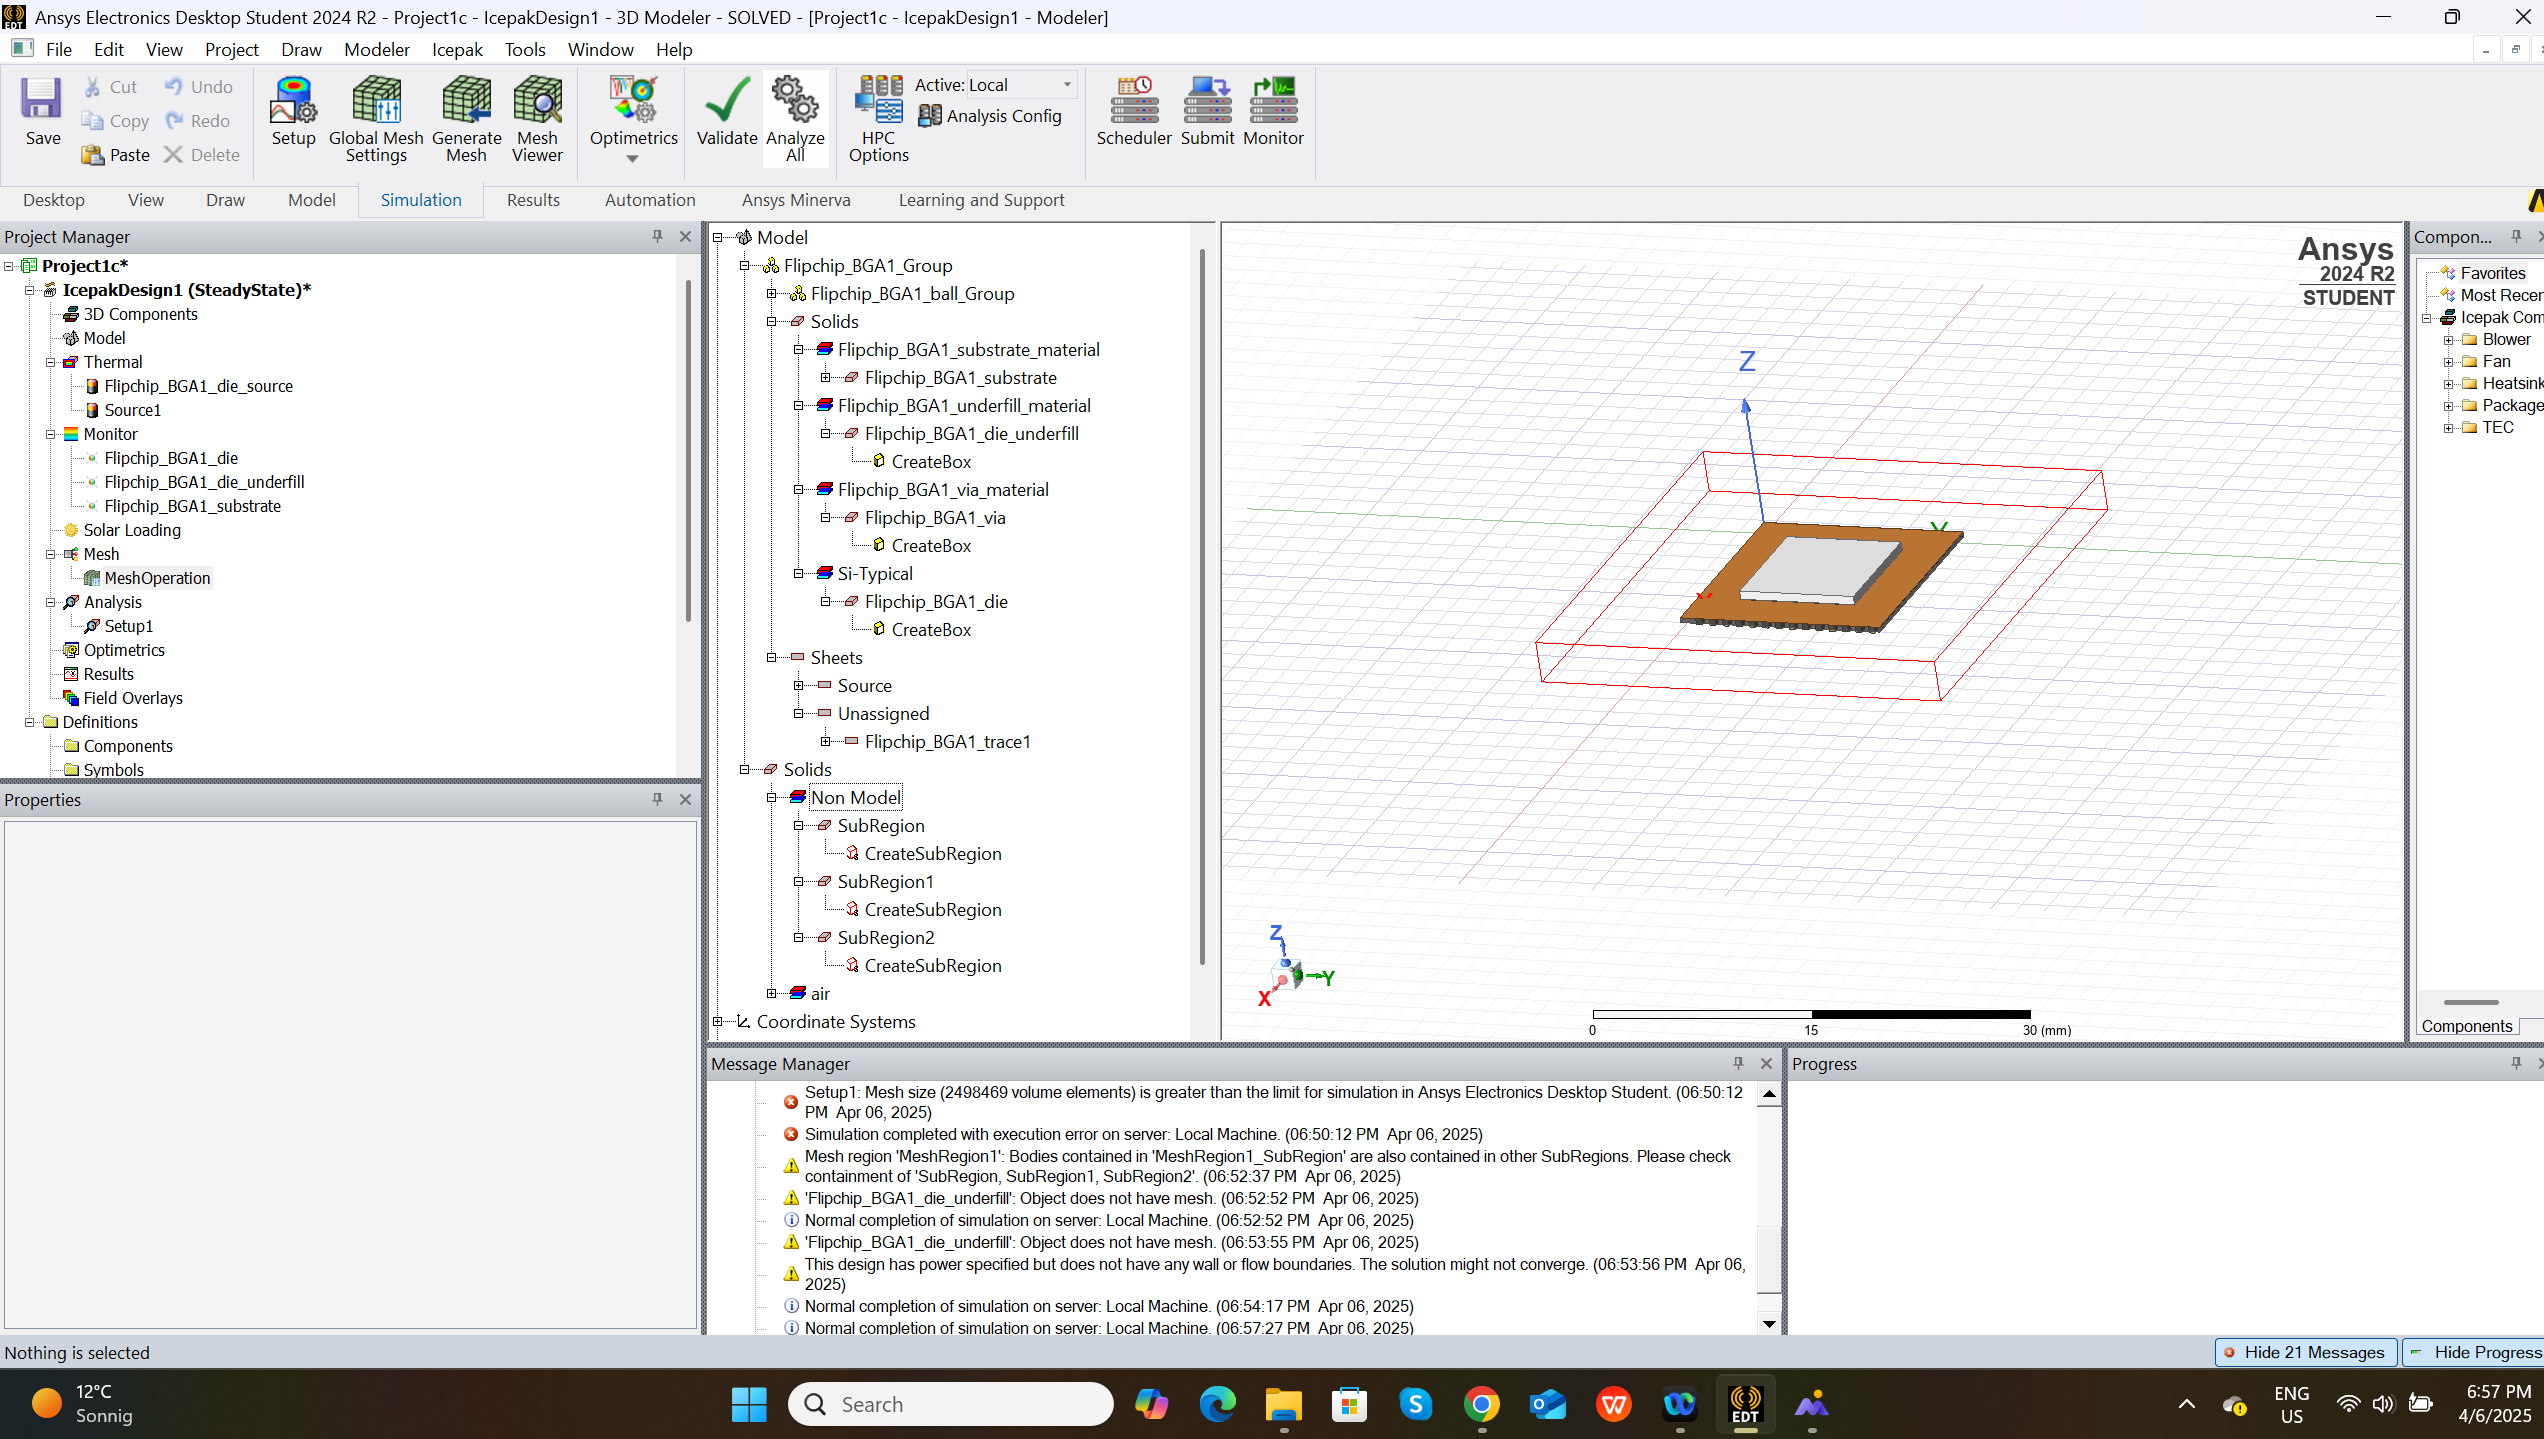 Ansys Electronics Desktop Student 2024 R2 - Project1c - IcepakDesign1 - 3D Modeler - SOLVED - [Project1c - IcepakDesign1 - Modeler]
File Edit View Project Draw Modeler Icepak Tools Window Help
Save
Cut
Copy
Paste
Undo
Redo
Delete
Setup
Global Mesh
Settings
Generate
Mesh
Mesh
Viewer
Optimetrics
Validate
Analyze
All
HPC
Options
Active: Local
Analysis Config
Scheduler
Submit
Monitor
Desktop View Draw Model Simulation Results Automation Ansys Minerva Learning and Support
Project Manager
Project1c*
IcepakDesign1 (SteadyState)*
3D Components
Model
Thermal
Flipchip_BGA1_die_source
Source1
Monitor
Flipchip_BGA1_die
Flipchip_BGA1_die_underfill
Flipchip_BGA1_substrate
Solar Loading
Mesh
MeshOperation
Analysis
Setup1
Optimetrics
Results
Field Overlays
Definitions
Components
Symbols
Properties
Model
Flipchip_BGA1_Group
Flipchip_BGA1_ball_Group
Solids
Flipchip_BGA1_substrate_material
Flipchip_BGA1_substrate
Flipchip_BGA1_underfill_material
Flipchip_BGA1_die_underfill
CreateBox
Flipchip_BGA1_via_material
Flipchip_BGA1_via
CreateBox
Si-Typical
Flipchip_BGA1_die
CreateBox
Sheets
Source
Unassigned
Flipchip_BGA1_trace1
Solids
Non Model
SubRegion
CreateSubRegion
SubRegion1
CreateSubRegion
SubRegion2
CreateSubRegion
air
Coordinate Systems
Ansys
2024 R2
STUDENT
Z
Z
Y
X
0 15 30 (mm)
Compon...
Favorites
Most Recen
Icepak Com
Blower
Fan
Heatsink
Package
TEC
Components
Message Manager
Setup1: Mesh size (2498469 volume elements) is greater than the limit for simulation in Ansys Electronics Desktop Student. (06:50:12
PM Apr 06, 2025)
Simulation completed with execution error on server: Local Machine. (06:50:12 PM Apr 06, 2025)
Mesh region 'MeshRegion1': Bodies contained in 'MeshRegion1_SubRegion' are also contained in other SubRegions. Please check
containment of 'SubRegion, SubRegion1, SubRegion2'. (06:52:37 PM Apr 06, 2025)
'Flipchip_BGA1_die_underfill': Object does not have mesh. (06:52:52 PM Apr 06, 2025)
Normal completion of simulation on server: Local Machine. (06:52:52 PM Apr 06, 2025)
'Flipchip_BGA1_die_underfill': Object does not have mesh. (06:53:55 PM Apr 06, 2025)
This design has power specified but does not have any wall or flow boundaries. The solution might not converge. (06:53:56 PM Apr 06,
2025)
Normal completion of simulation on server: Local Machine. (06:54:17 PM Apr 06, 2025)
Normal completion of simulation on server: Local Machine. (06:57:27 PM Apr 06, 2025)
Progress
Nothing is selected
Hide 21 Messages
Hide Progress
12°C
Sonnig
Search
EDT
ENG
US
6:57 PM
4/6/2025